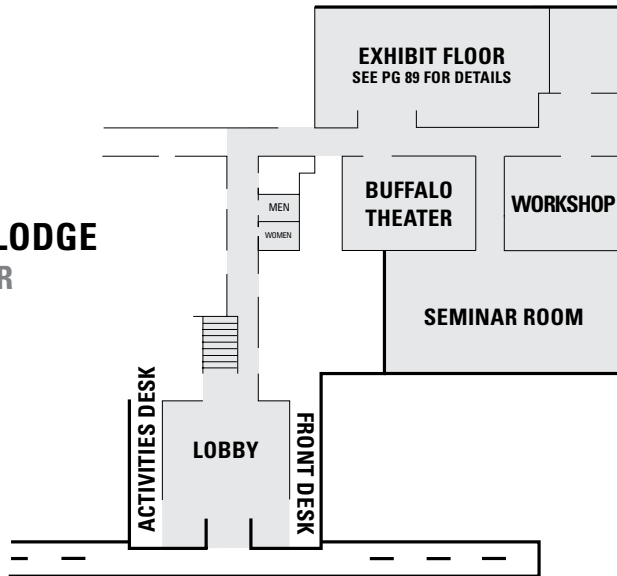 EXHIBIT FLOOR
SEE PG 89 FOR DETAILS
BUFFALO
THEATER
WORKSHOP
MEN
WOMEN
LODGE
R
SEMINAR ROOM
ACTIVITIES DESK
LOBBY
FRONT DESK